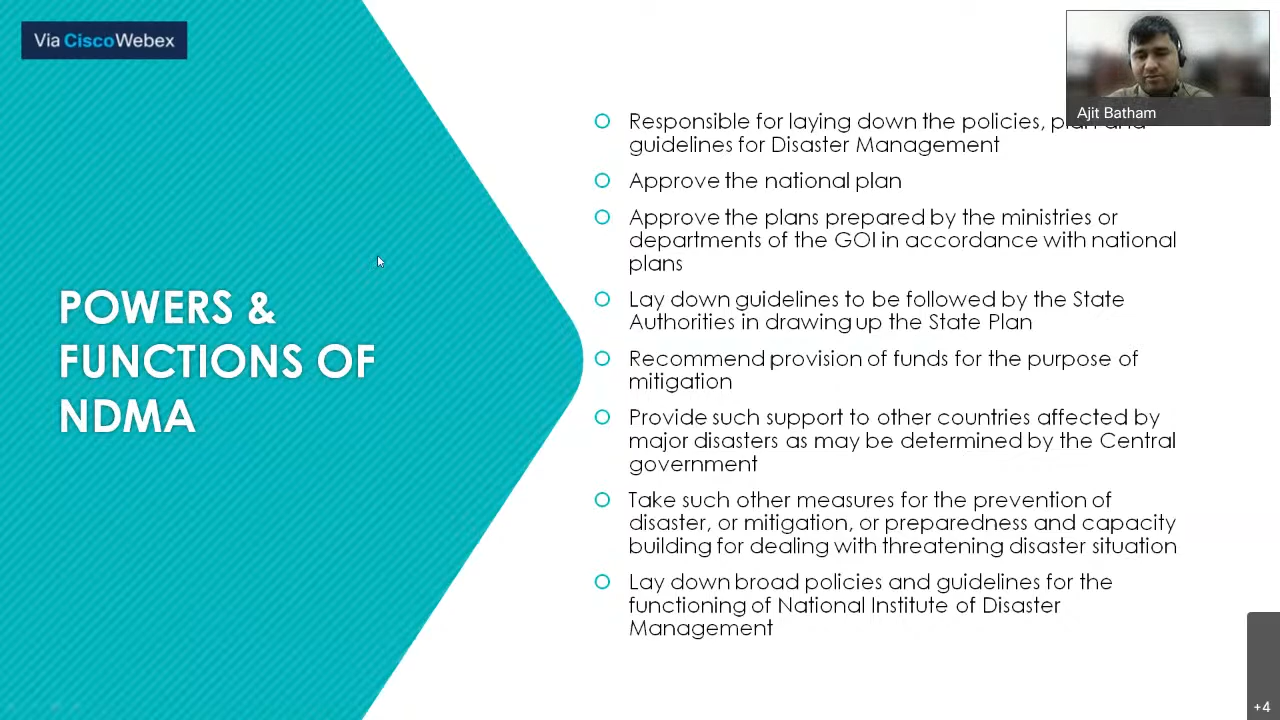 Via CiscoWebex
Ajit Batham
POWERS &
FUNCTIONS OF
NDMA
Responsible for laying down the policies, plan and
guidelines for Disaster Management
Approve the national plan
Approve the plans prepared by the ministries or
departments of the GOI in accordance with national
plans
Lay down guidelines to be followed by the State
Authorities in drawing up the State Plan
Recommend provision of funds for the purpose of
mitigation
Provide such support to other countries affected by
major disasters as may be determined by the Central
government
Take such other measures for the prevention of
disaster, or mitigation, or preparedness and capacity
building for dealing with threatening disaster situation
Lay down broad policies and guidelines for the
functioning of National Institute of Disaster
Management
+4